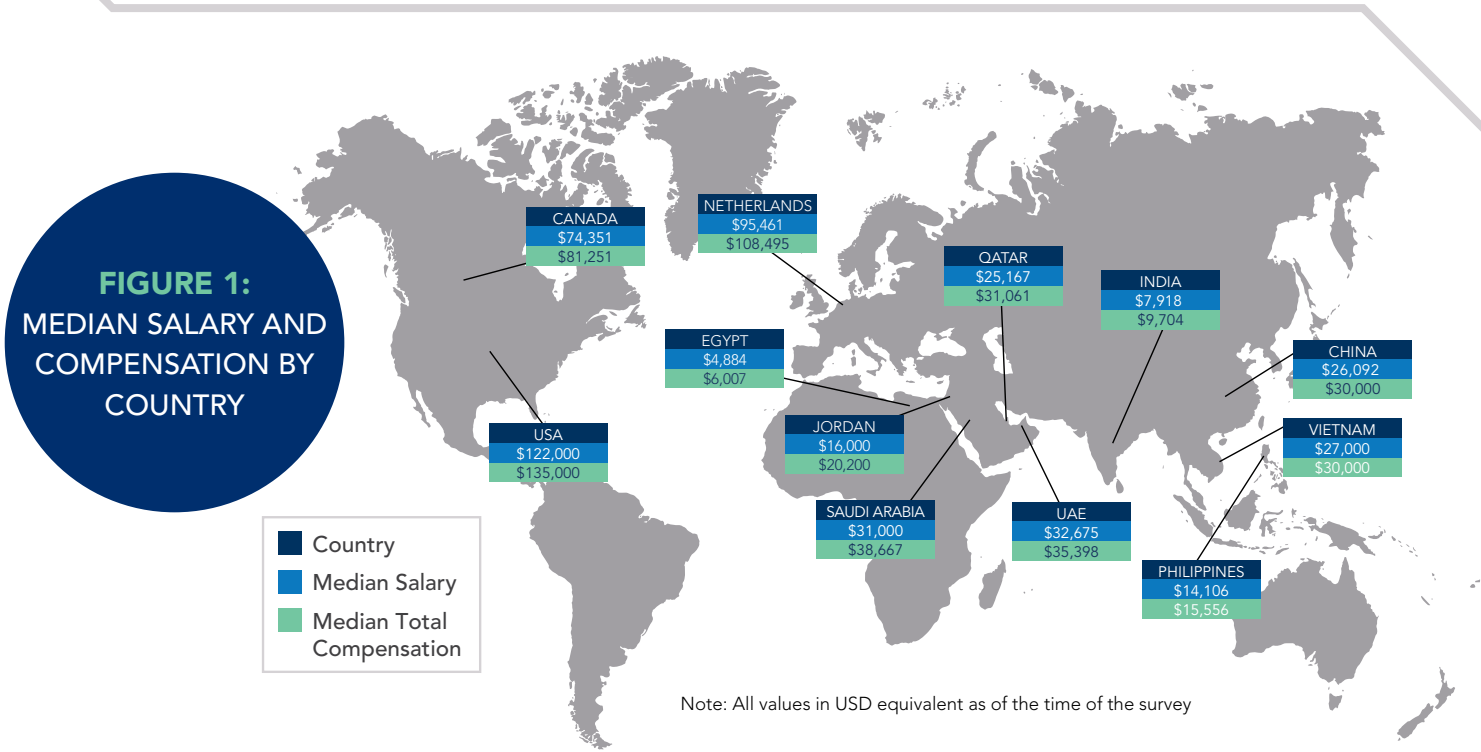 FIGURE 1:
MEDIAN SALARY AND
COMPENSATION BY
COUNTRY
CANADA
$74,351
$81,251
NETHERLANDS
$95,461
$108,495
QATAR
$25,167
$31,061
INDIA
$7,918
$9,704
EGYPT
$4,884
$6,007
CHINA
$26,092
$30,000
USA
$122,000
$135,000
JORDAN
$16,000
$20,200
VIETNAM
$27,000
$30,000
SAUDI ARABIA
$31,000
$38,667
UAE
$32,675
$35,398
PHILIPPINES
$14,106
$15,556
Country
Median Salary
Median Total
Compensation
Note: All values in USD equivalent as of the time of the survey